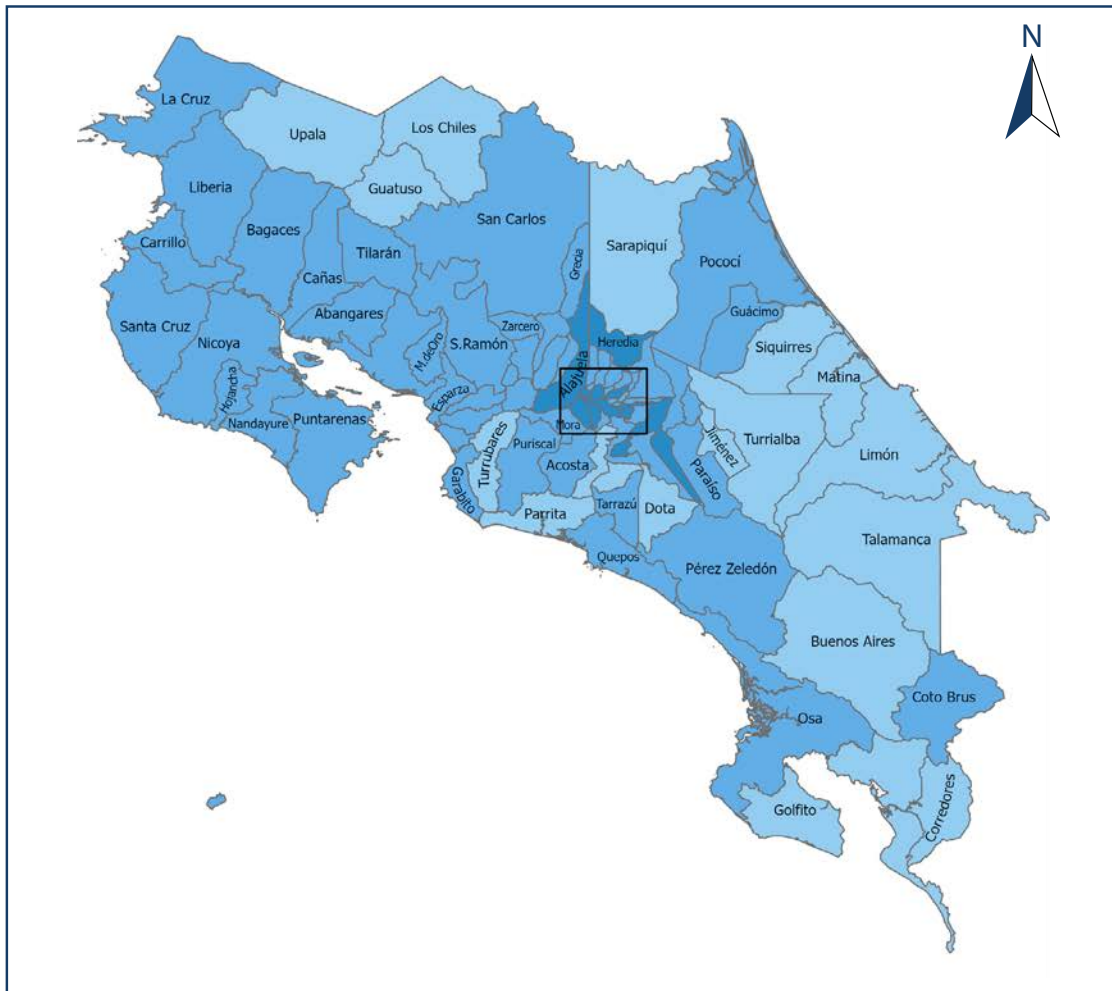 N
La Cruz
Upala
Los Chiles
Guatuso
Liberia
San Carlos
Bagaces
Carrillo
Tilarán
Cañas
Grecia
Sarapiquí
Pococí
Guácimo
Abangares
Santa Cruz
Nicoya
Zarcero
S.Ramón
M.deOro
Heredia
Siquirres
Matina
Alajuela
Hojancha
Esparza
Nandayure
Puntarenas
Mora
Puriscal
Turrubares
Acosta
Jiménez
Turrialba
Limón
Paraíso
Garabito
Parrita
Tarrazú
Dota
Talamanca
Quepos
Pérez Zeledón
Buenos Aires
Coto Brus
Osa
Golfito
Corredores